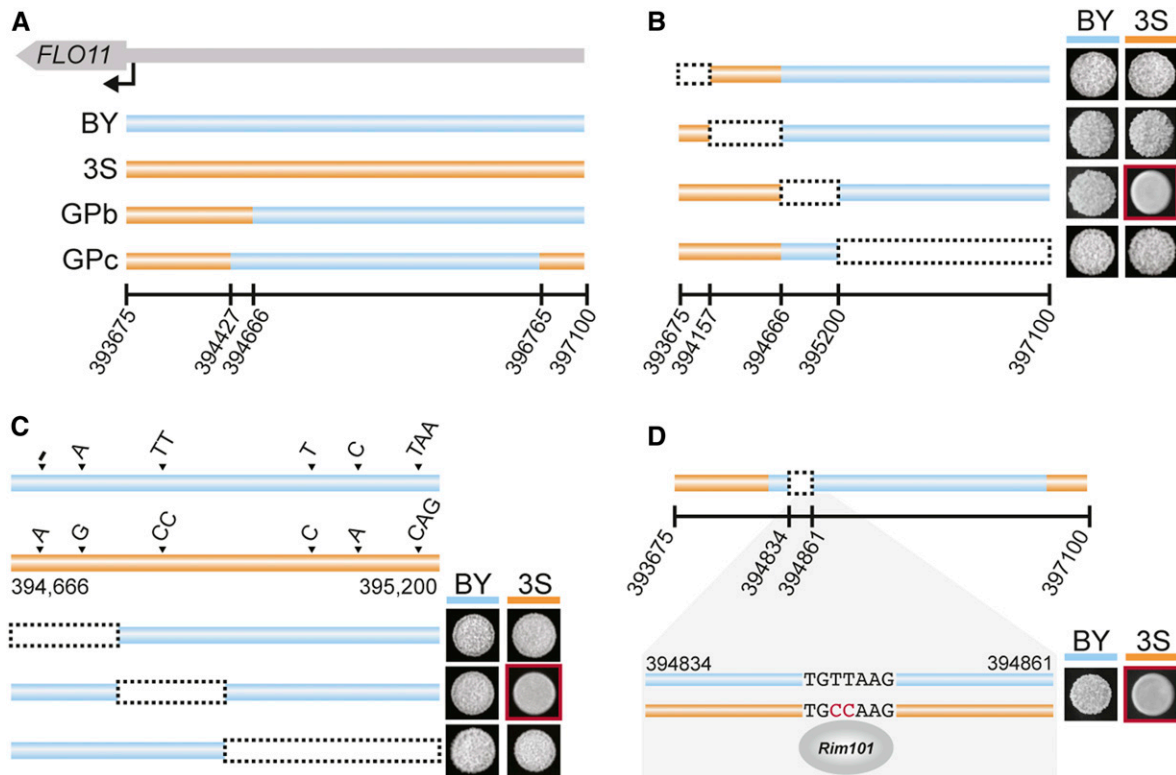 A
FLO11
BY
3S
GPb
GPc
393675
394427
394666
396765
397100
B
BY 3S
393675
394157
394666
395200
397100
C
- A TT T C TAA
A G CC C A CAG
394,666 395,200
BY 3S
D
393675
394834
394861
397100
394834 394861
TGTTAAG
TGCCAAG
Rim101
BY 3S